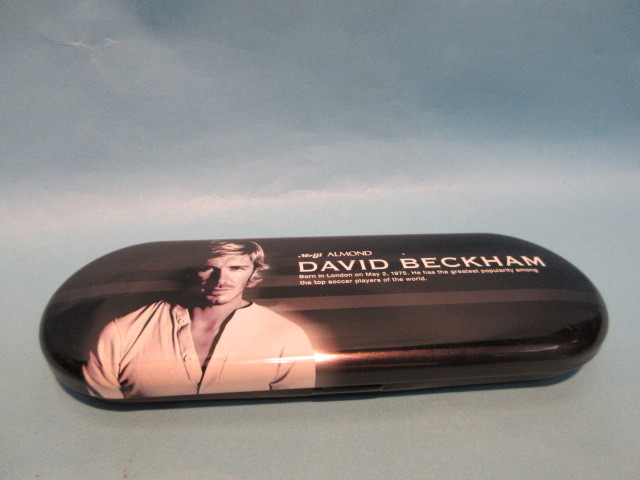 Meiji ALMOND
DAVID BECKHAM
Born in London on May 2, 1975. He has the greatest popularity among
the top soccer players of the world.